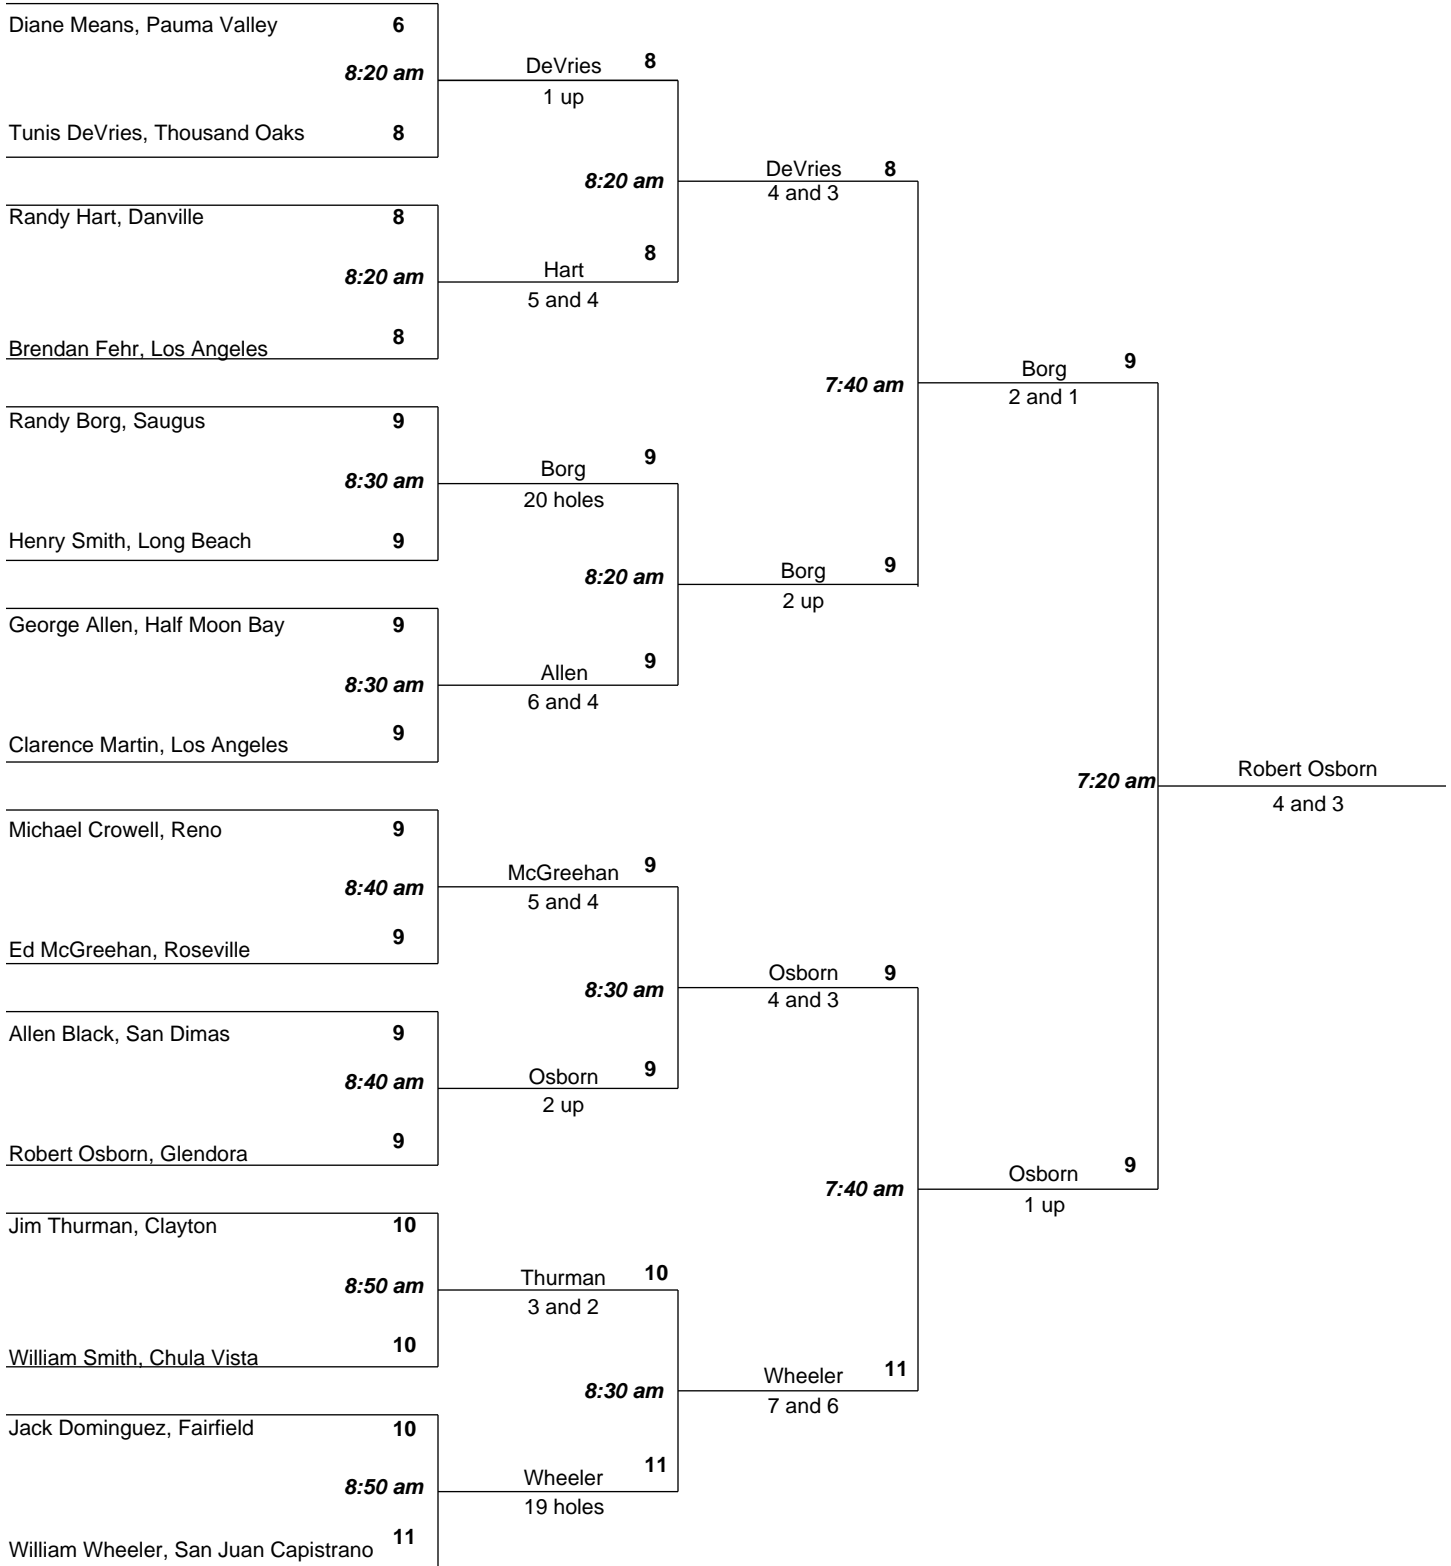 Diane Means, Pauma Valley 6
8:20 am
Tunis DeVries, Thousand Oaks 8
Randy Hart, Danville 8
8:20 am
Brendan Fehr, Los Angeles 8
Randy Borg, Saugus 9
8:30 am
Henry Smith, Long Beach 9
George Allen, Half Moon Bay 9
8:30 am
Clarence Martin, Los Angeles 9
Michael Crowell, Reno 9
8:40 am
Ed McGreehan, Roseville 9
Allen Black, San Dimas 9
8:40 am
Robert Osborn, Glendora 9
Jim Thurman, Clayton 10
8:50 am
William Smith, Chula Vista 10
Jack Dominguez, Fairfield 10
8:50 am
William Wheeler, San Juan Capistrano 11
DeVries 8
1 up
8:20 am
Hart 8
5 and 4
Borg 9
20 holes
8:20 am
Allen 9
6 and 4
McGreehan 9
5 and 4
8:30 am
Osborn 9
2 up
Thurman 10
3 and 2
8:30 am
Wheeler 11
19 holes
DeVries 8
4 and 3
7:40 am
Borg 9
2 up
Osborn 9
4 and 3
7:40 am
Wheeler 11
7 and 6
Borg 9
2 and 1
7:20 am
Osborn 9
1 up
Robert Osborn
4 and 3